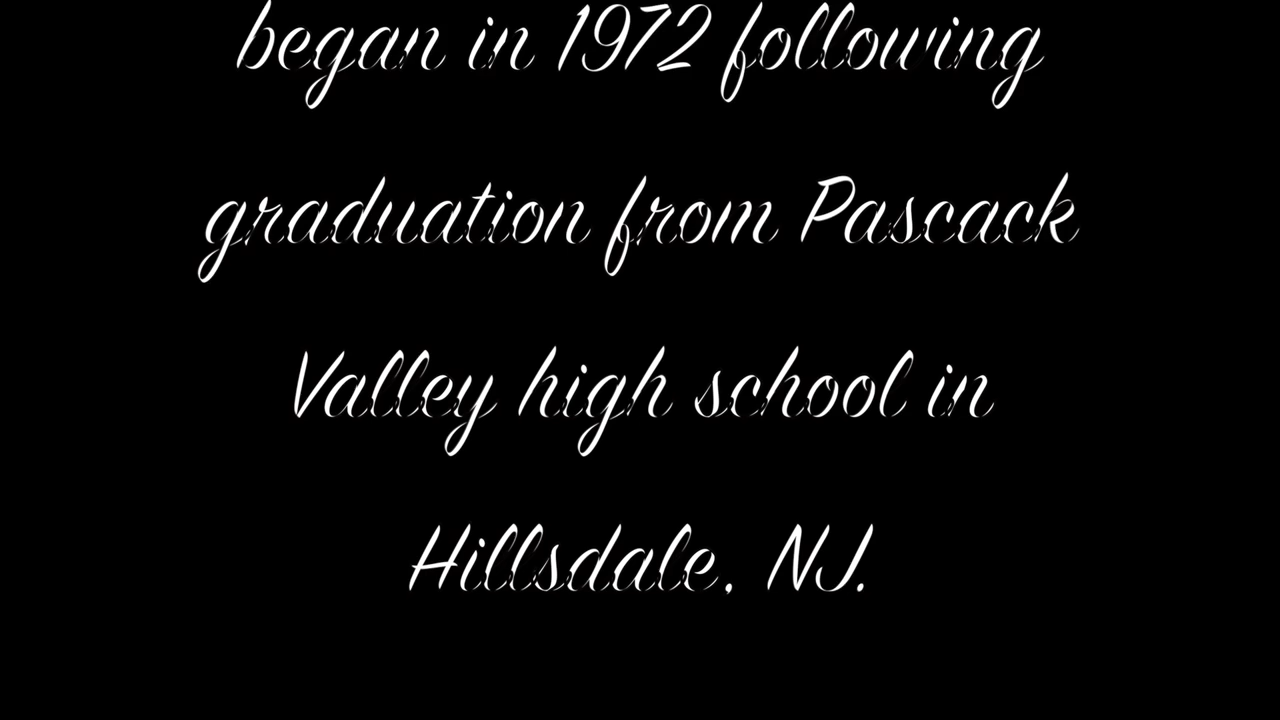 began in 1972 following
graduation from Pascack
Valley high school in
Hillsdale, NJ.